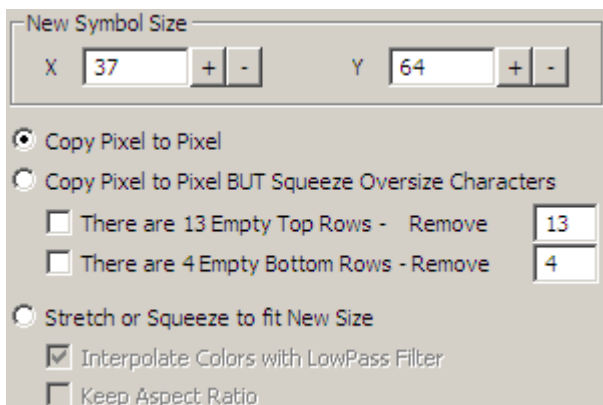 New Symbol Size
X 37 + - Y 64 + -
Copy Pixel to Pixel
Copy Pixel to Pixel BUT Squeeze Oversize Characters
There are 13 Empty Top Rows - Remove 13
There are 4 Empty Bottom Rows - Remove 4
Stretch or Squeeze to fit New Size
Interpolate Colors with LowPass Filter
Keep Aspect Ratio